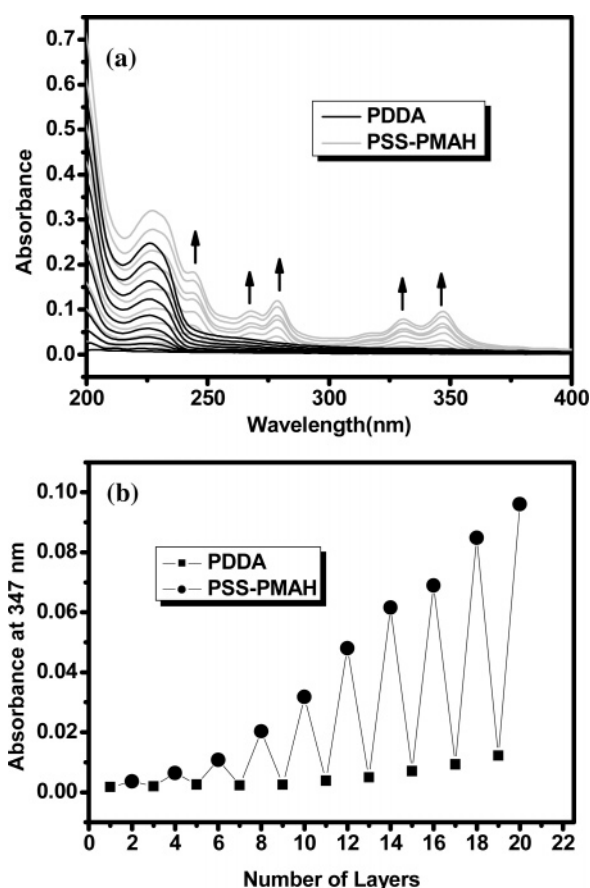 (a)
0.7
0.6
0.5
0.4
0.3
0.2
0.1
0.0
Absorbance
PDDA
PSS-PMAH
200 250 300 350 400
Wavelength(nm)
(b)
0.10
0.08
0.06
0.04
0.02
0.00
Absorbance at 347 nm
PDDA
PSS-PMAH
0 2 4 6 8 10 12 14 16 18 20 22
Number of Layers